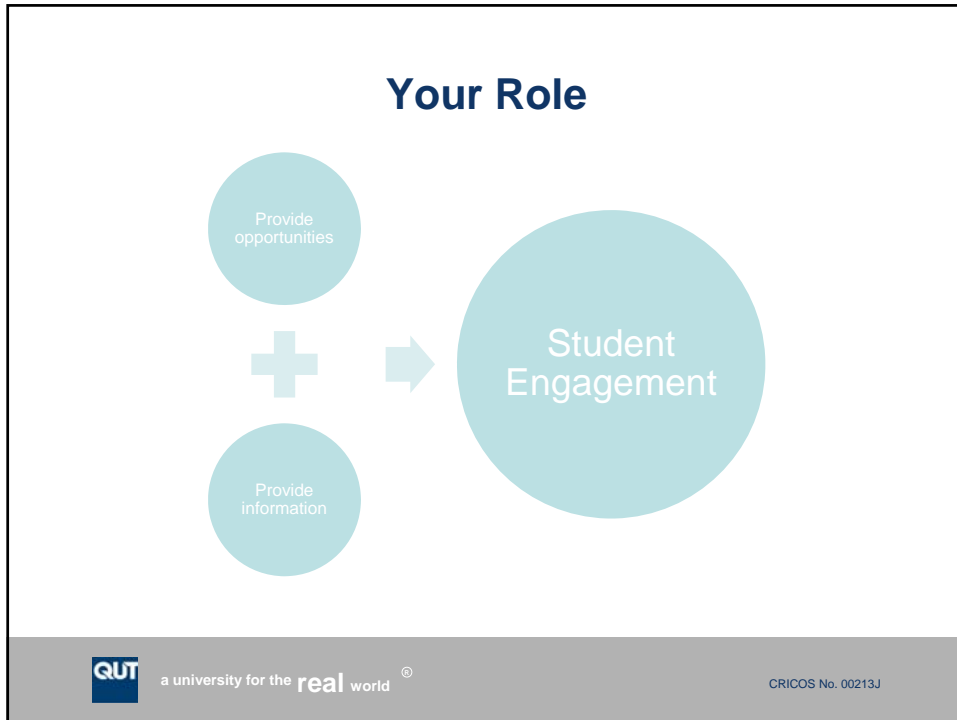 Your Role
Provide
opportunities
Student
Engagement
Provide
information
QUT
a university for the real world ®
CRICOS No. 00213J